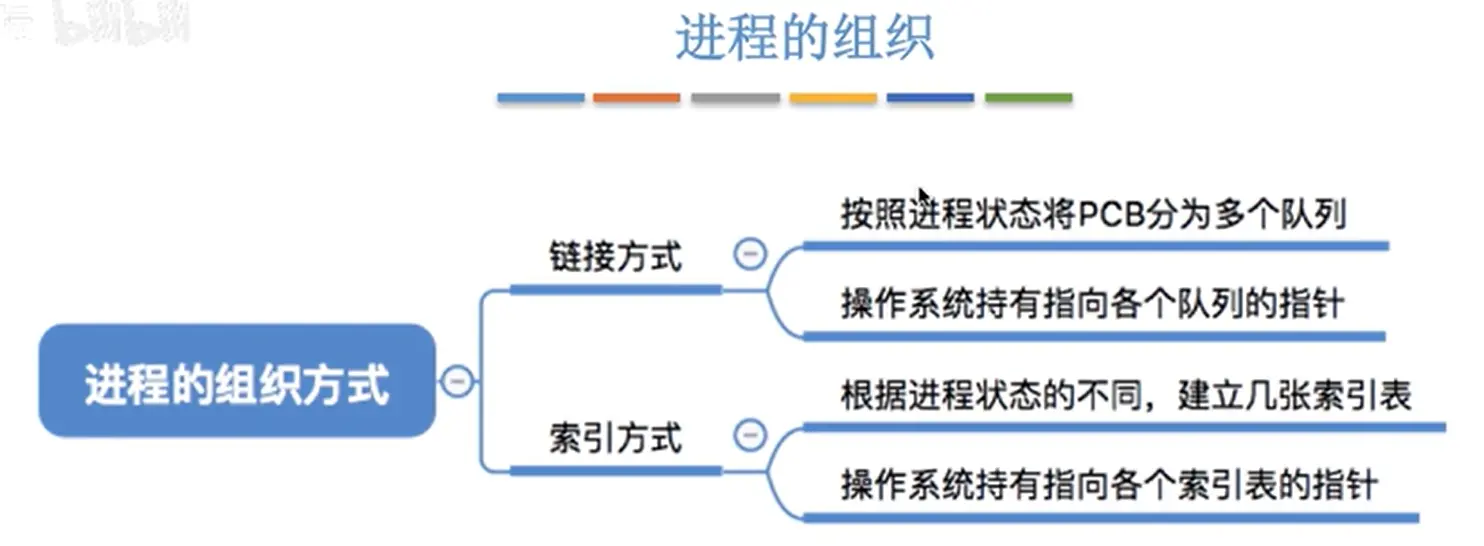 进程的组织
按照进程状态将PCB分为多个队列
链接方式
操作系统持有指向各个队列的指针
进程的组织方式
根据进程状态的不同，建立几张索引表
索引方式
操作系统持有指向各个索引表的指针